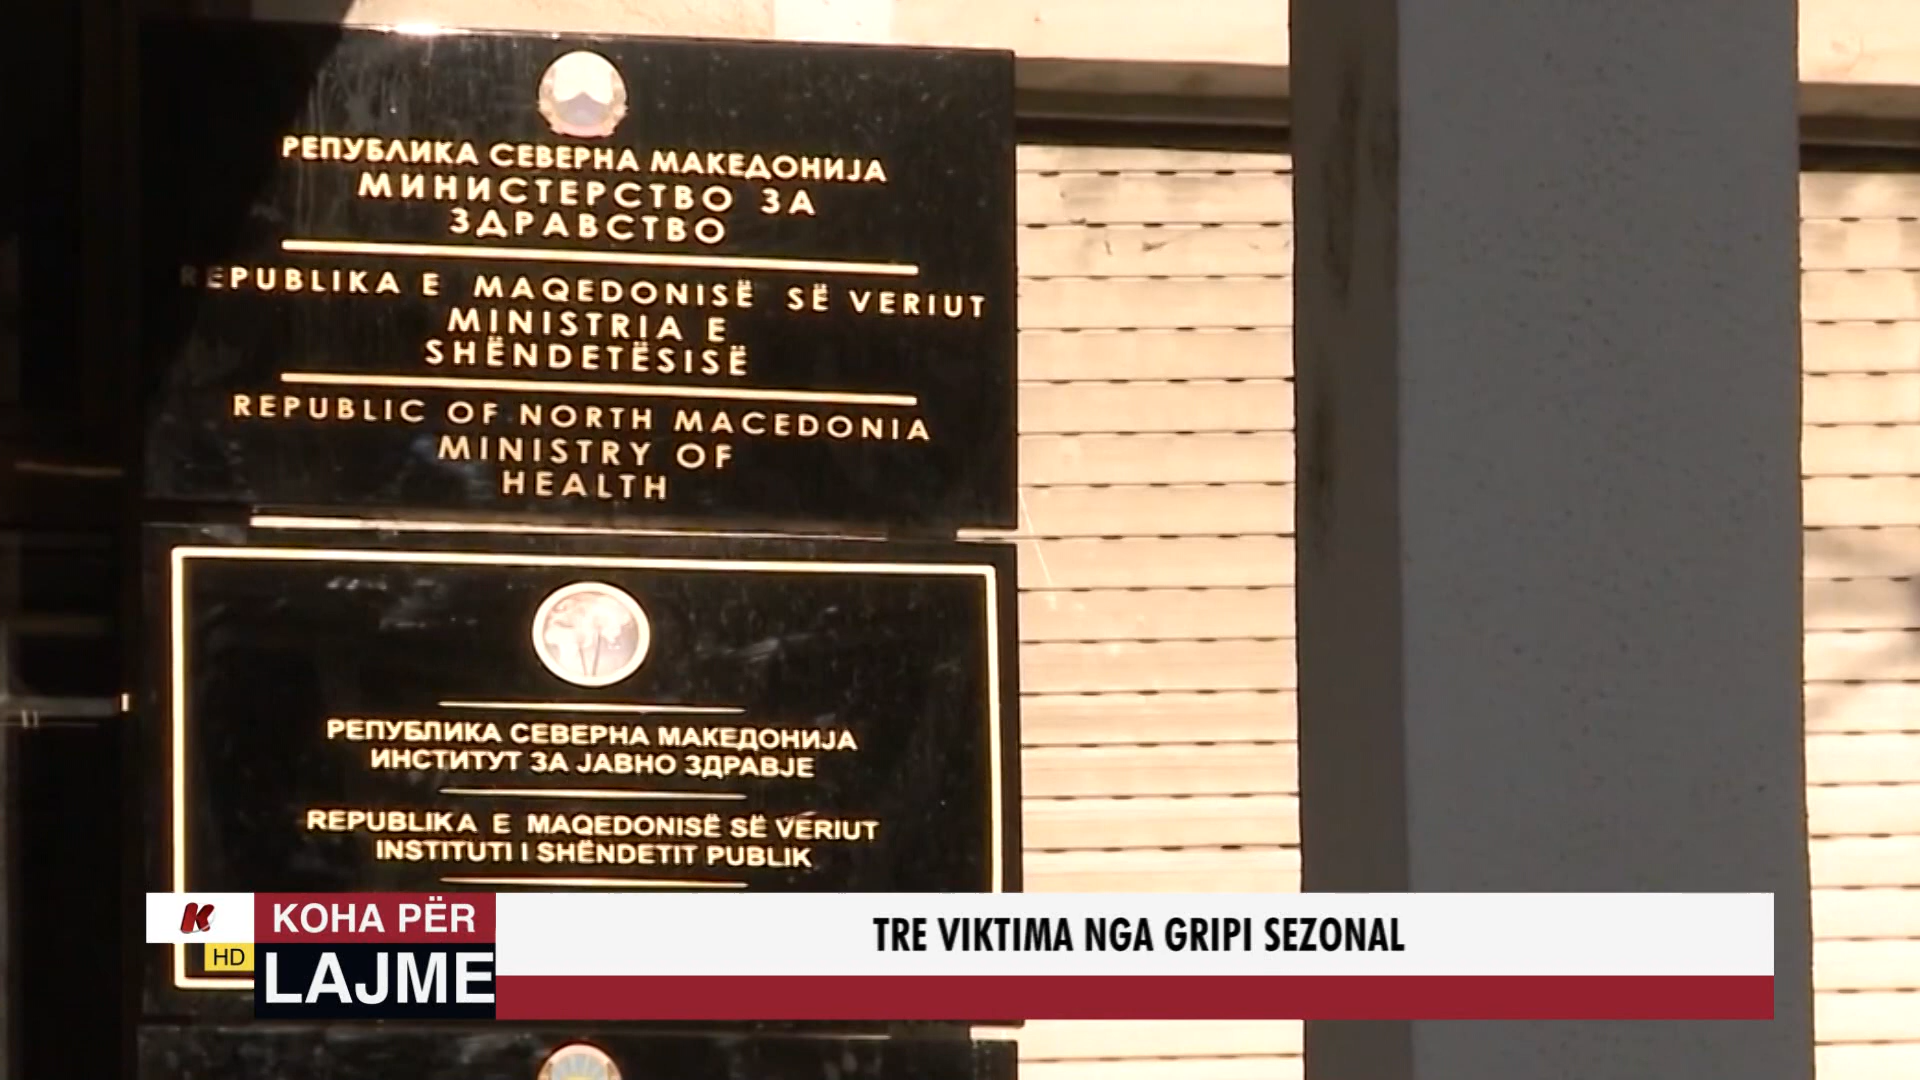 РЕПУБЛИКА СЕВЕРНА МАКЕДОНИЈА
МИНИСТЕРСТВО ЗА
ЗДРАВСТВО
REPUBLIKA E MAQEDONISË SË VERIUT
MINISTRIA E
SHËNDETËSISË
REPUBLIC OF NORTH MACEDONIA
MINISTRY OF
HEALTH
РЕПУБЛИКА СЕВЕРНА МАКЕДОНИЈА
ИНСТИТУТ ЗА ЈАВНО ЗДРАВЈЕ
REPUBLIKA E MAQEDONISË SË VERIUT
INSTITUTI I SHËNDETIT PUBLIK
K
HD
KOHA PËR
LAJME
TRE VIKTIMA NGA GRIPI SEZONAL